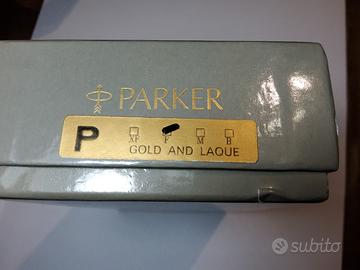 PARKER
P
XF F M B
GOLD AND LAQUE
subito